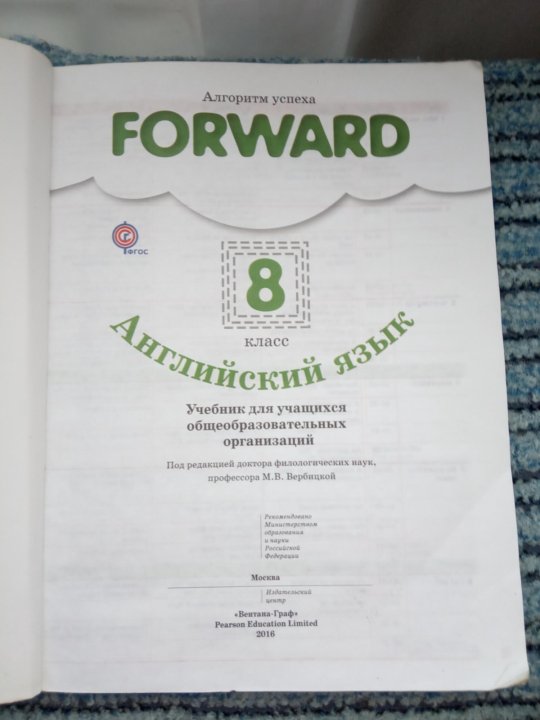 Алгоритм успеха
FORWARD
ФГОС
8
класс
Английский язык
Учебник для учащихся
общеобразовательных
организаций
Под редакцией доктора филологических наук,
профессора М.В. Вербицкой
Рекомендовано
Министерством
образования
и науки
Российской
Федерации
Москва
Издательский
центр
«Вентана-Граф»
Pearson Education Limited
2016